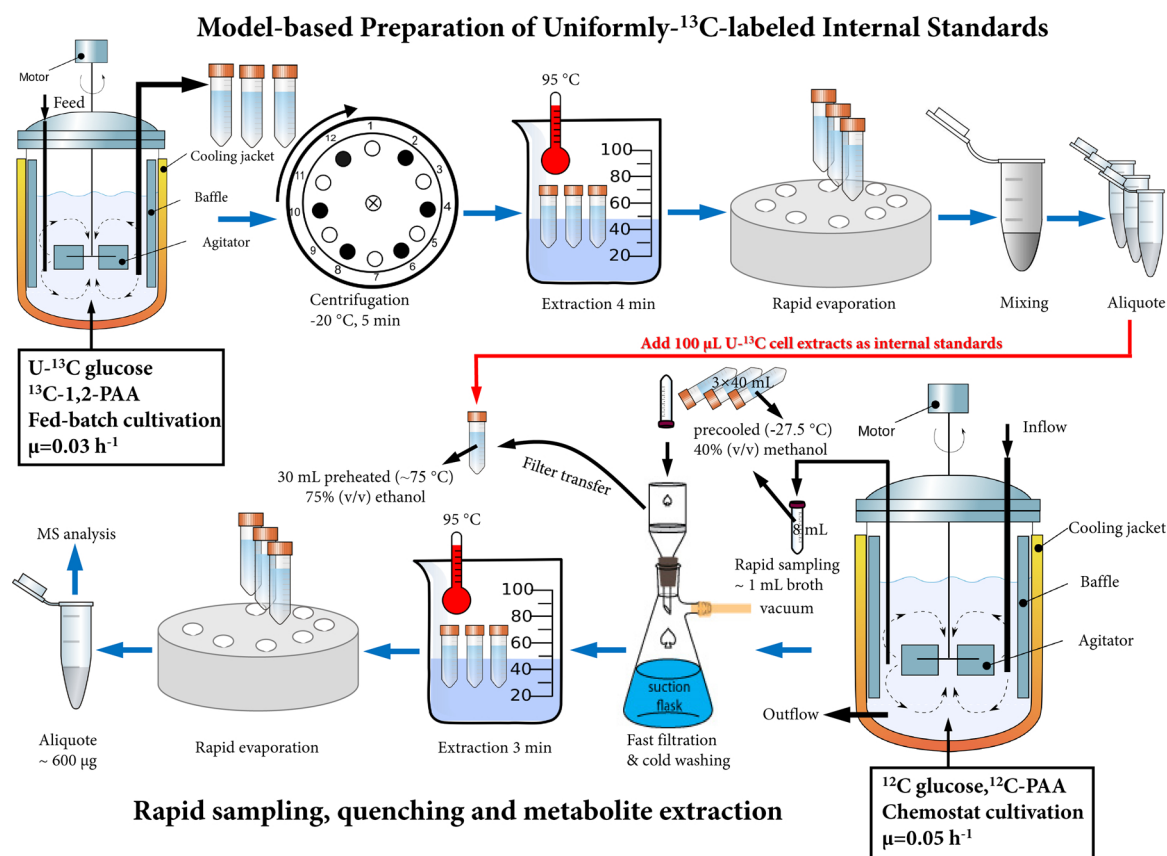 Model-based Preparation of Uniformly-¹³C-labeled Internal Standards
Motor
Feed
Cooling jacket
Baffle
Agitator
U-¹³C glucose
¹³C-1,2-PAA
Fed-batch cultivation
μ=0.03 h⁻¹
1
2
3
4
5
6
7
8
9
10
11
12
Centrifugation
-20 °C, 5 min
95 °C
100
80
60
40
20
Extraction 4 min
Rapid evaporation
Mixing
Aliquote
Add 100 μL U-¹³C cell extracts as internal standards
3×40 mL
precooled (-27.5 °C)
40% (v/v) methanol
30 mL preheated (~75 °C)
75% (v/v) ethanol
Filter transfer
8 mL
Rapid sampling
~ 1 mL broth
vacuum
suction
flask
Fast filtration
& cold washing
Motor
Inflow
Cooling jacket
Baffle
Agitator
Outflow
¹²C glucose,¹²C-PAA
Chemostat cultivation
μ=0.05 h⁻¹
95 °C
100
80
60
40
20
Extraction 3 min
Rapid evaporation
MS analysis
Aliquote
~ 600 μg
Rapid sampling, quenching and metabolite extraction